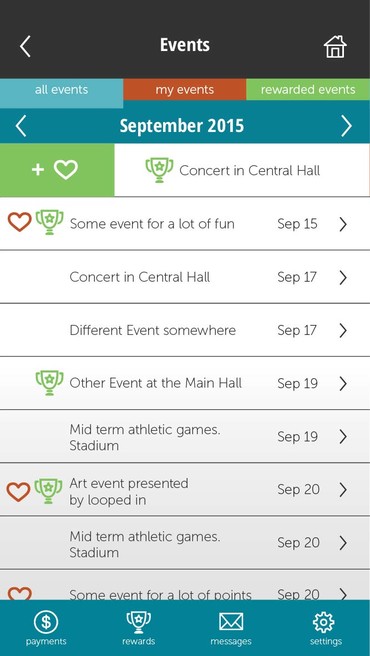 Events
all events
my events
rewarded events
September 2015
+
Concert in Central Hall
Some event for a lot of fun
Sep 15
Concert in Central Hall
Sep 17
Different Event somewhere
Sep 17
Other Event at the Main Hall
Sep 19
Mid term athletic games.
Stadium
Sep 19
Art event presented
by looped in
Sep 20
Mid term athletic games.
Stadium
Sep 20
Some event for a lot of points
Sep 20
$
payments
rewards
messages
settings